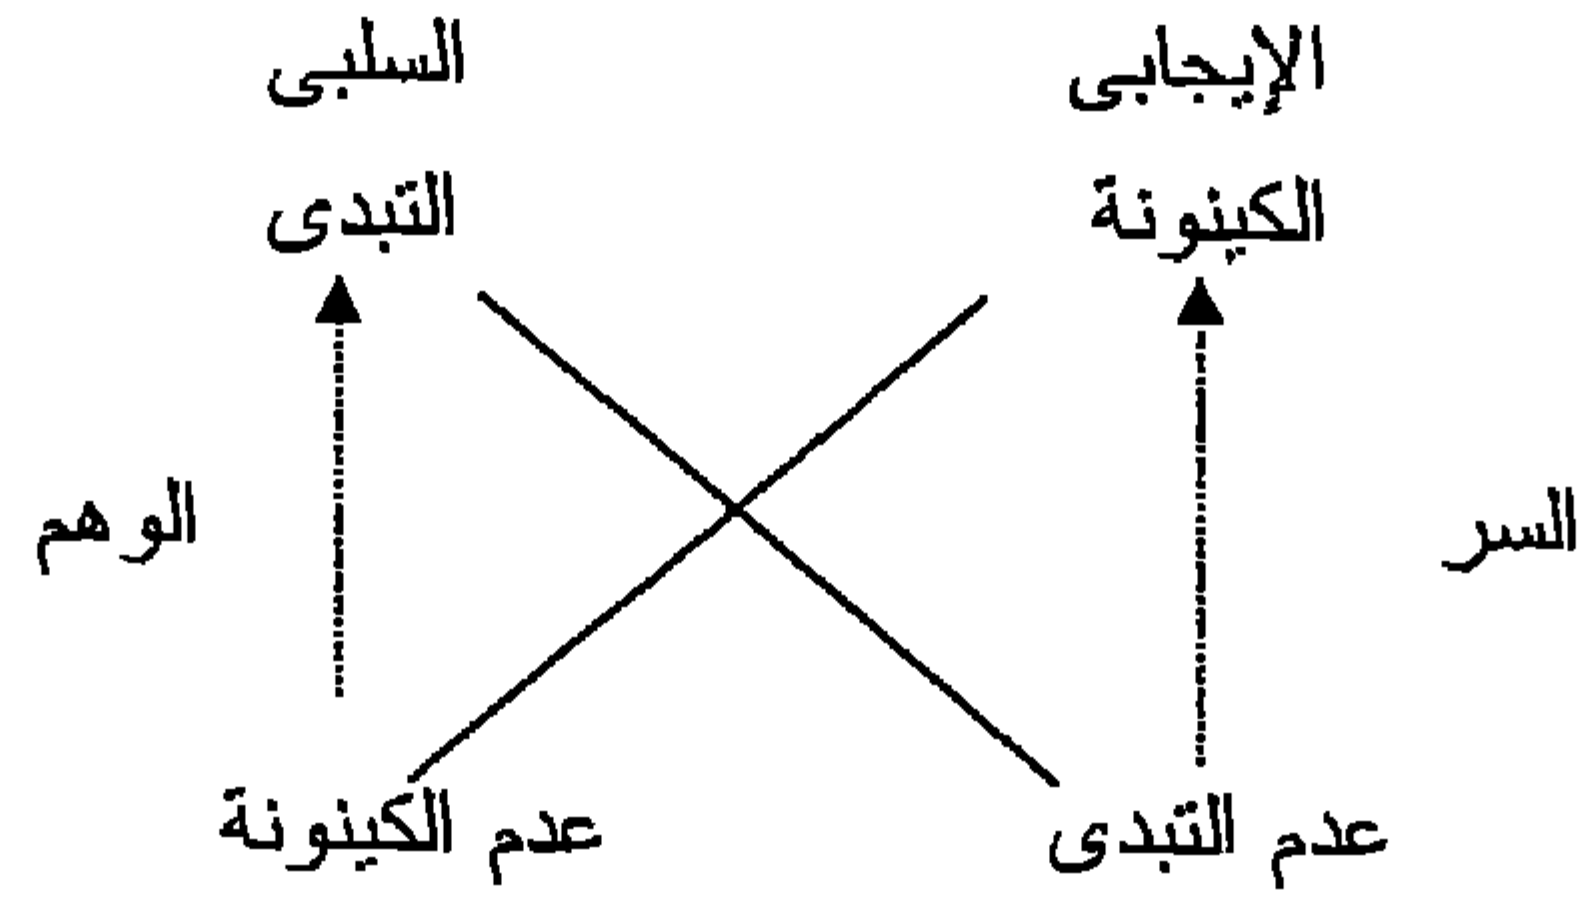 الإيجابى
السلبى
الكينونة
التبدى
السر
الوهم
عدم التبدى
عدم الكينونة